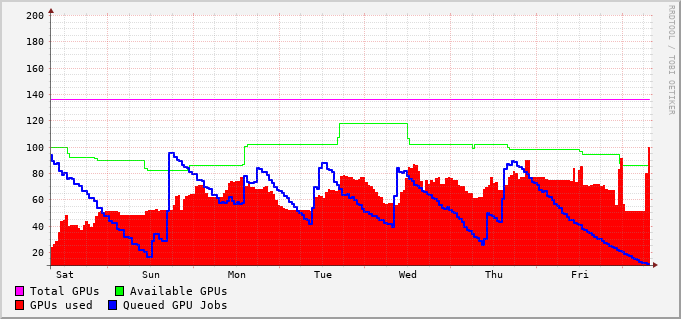 200
180
160
140
120
100
80
60
40
20
Sat Sun Mon Tue Wed Thu Fri
Total GPUs Available GPUs
GPUs used Queued GPU Jobs
RRDTOOL / TOBI OETIKER